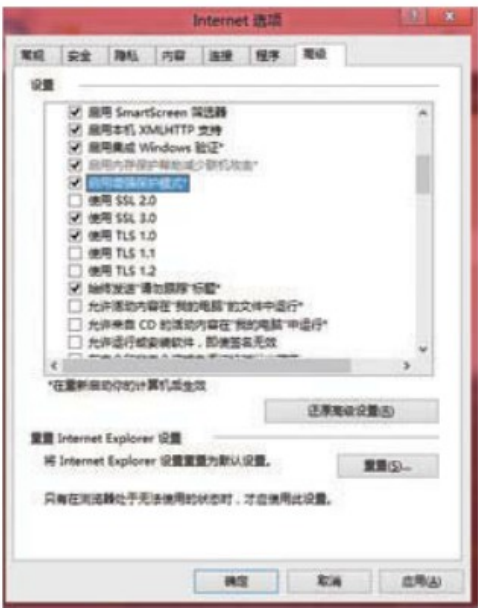 Internet 选项
常规 安全 隐私 内容 连接 程序 高级
设置
启用 SmartScreen 筛选器
启用本机 XMLHTTP 支持
启用集成 Windows 验证*
启用内存保护帮助减少联机攻击*
启用增强保护模式*
使用 SSL 2.0
使用 SSL 3.0
使用 TLS 1.0
使用 TLS 1.1
使用 TLS 1.2
始终发送"请勿跟踪"标题*
允许活动内容在"我的电脑"的文件中运行*
允许来自 CD 的活动内容在"我的电脑"中运行*
允许运行或安装软件，即使签名无效
*在重新启动你的计算机后生效
还原高级设置(R)
重置 Internet Explorer 设置
将 Internet Explorer 设置重置为默认设置。
重置(S)...
只有在浏览器处于无法使用的状态时，才应使用此设置。
确定 取消 应用(A)